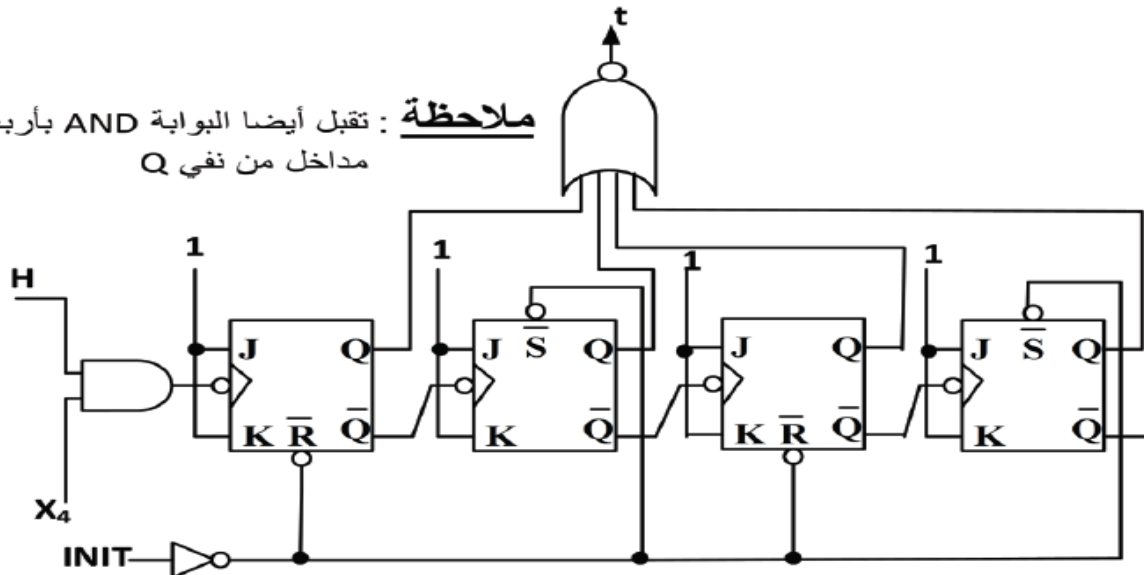 t
ملاحظة : تقبل أيضا البوابة AND بأربع
مداخل من نفي Q
1 1 1 1
H
J Q J S̅ Q J Q J S̅ Q
K R̅ Q̅ K Q̅ K R̅ Q̅ K Q̅
X₄
INIT